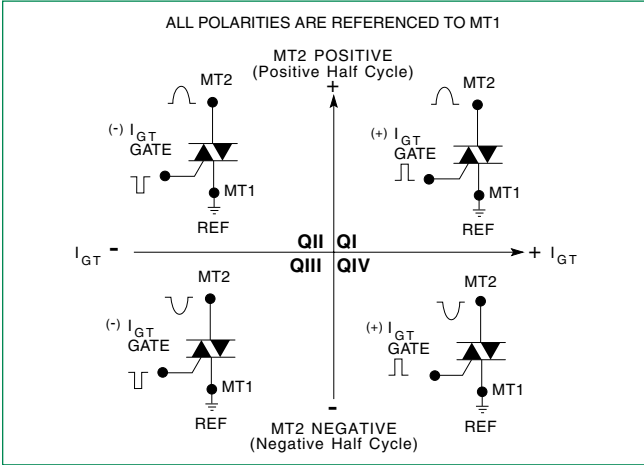 ALL POLARITIES ARE REFERENCED TO MT1
MT2 POSITIVE
(Positive Half Cycle)
+
MT2
(-) IGT
GATE
MT1
REF
MT2
(+) IGT
GATE
MT1
REF
IGT -
QII QI
QIII QIV
+ IGT
MT2
(-) IGT
GATE
MT1
REF
MT2
(+) IGT
GATE
MT1
REF
-
MT2 NEGATIVE
(Negative Half Cycle)